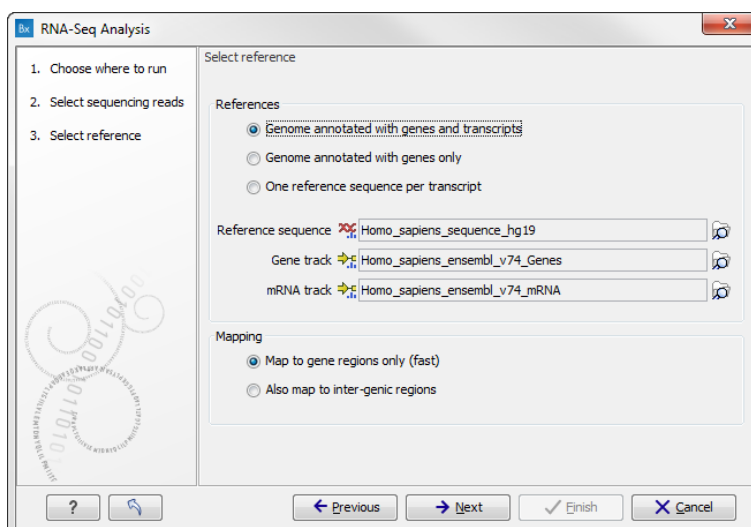 Bx RNA-Seq Analysis
1. Choose where to run
2. Select sequencing reads
3. Select reference
Select reference
References
Genome annotated with genes and transcripts
Genome annotated with genes only
One reference sequence per transcript
Reference sequence Homo_sapiens_sequence_hg19
Gene track Homo_sapiens_ensembl_v74_Genes
mRNA track Homo_sapiens_ensembl_v74_mRNA
Mapping
Map to gene regions only (fast)
Also map to inter-genic regions
? Previous Next Finish Cancel